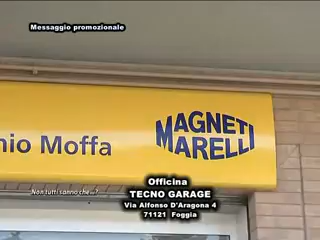 Messaggio promozionale
nio Moffa
MAGNETI
MARELLI
Non tutti sanno che...?
Officina
TECNO GARAGE
Via Alfonso D'Aragona 4
71121 Foggia